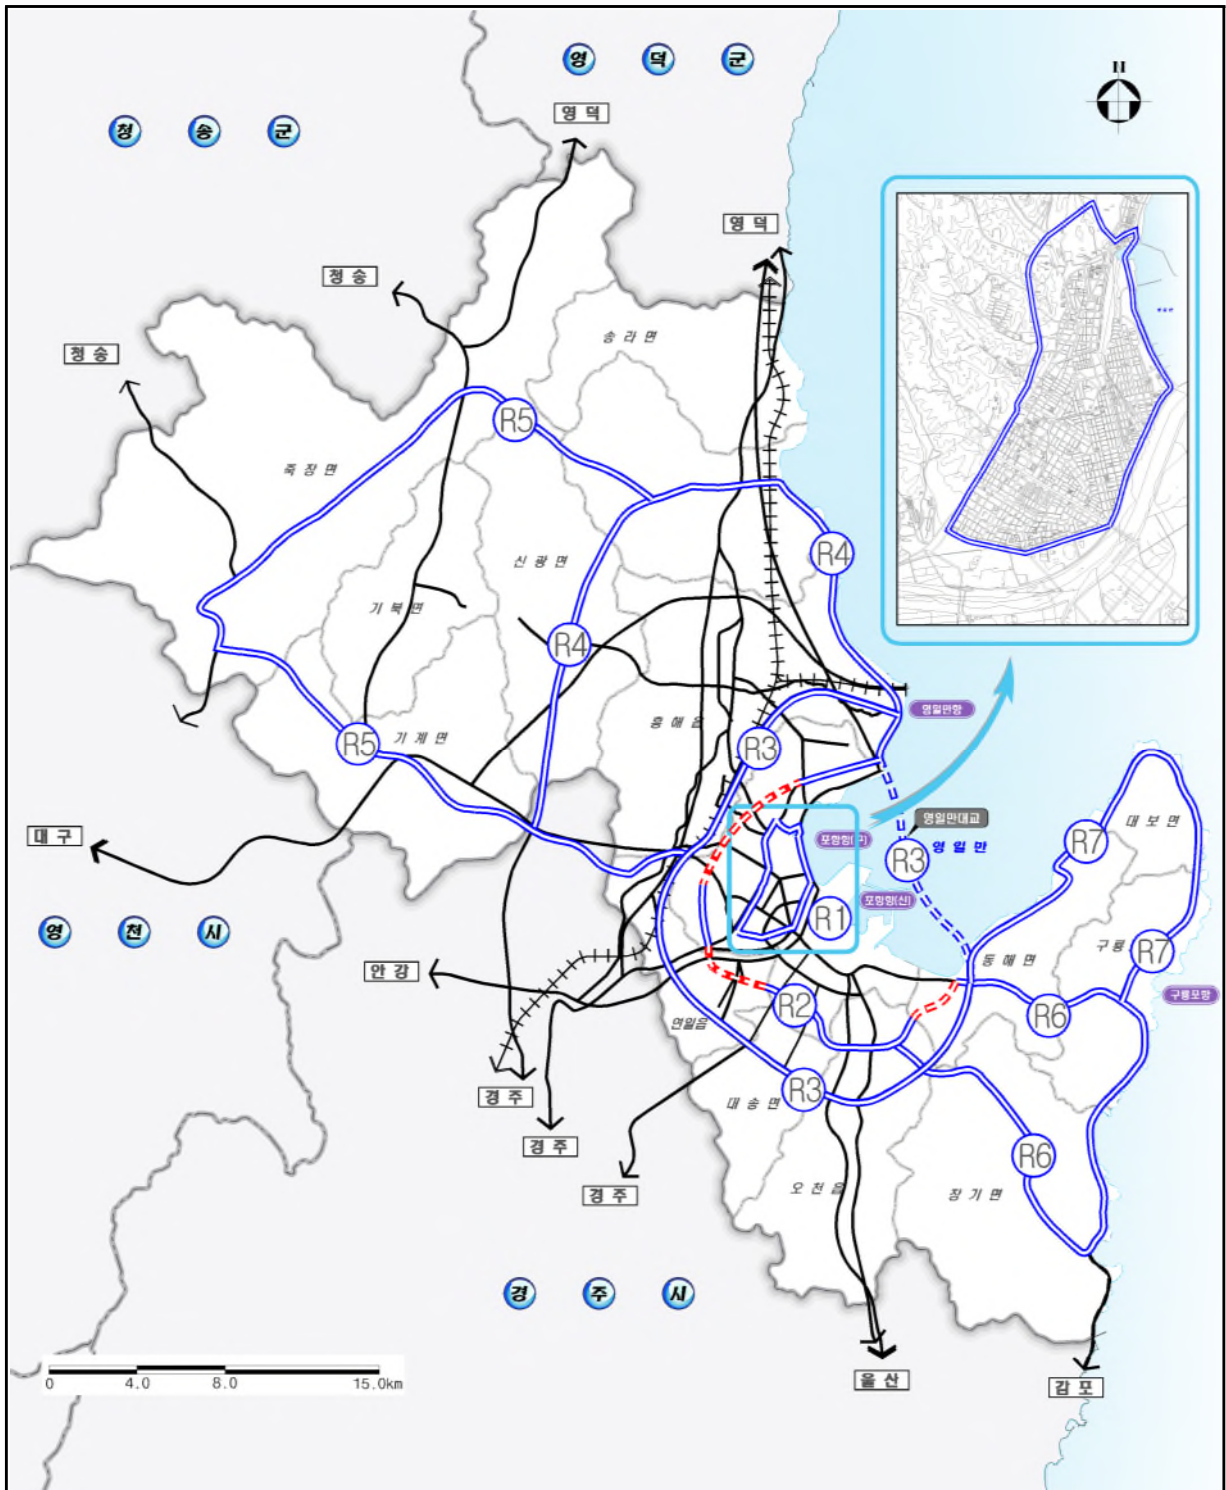 영 덕 군
N
영 덕
청 송 군
영 덕
청 송
송 라 면
청 송
R5
죽 장 면
R4
신 광 면
기 북 면
R4
영일만항
흥 해 읍
R5
기 계 면
R3
영일만대교
대 보 면
대 구
R7
포항항(구)
영 일 만
R3
포항항(신)
R1
영 천 시
구 룡
R7
동 해 면
안 강
구룡포항
R2
R6
연일읍
경 주
R3
대 송 면
경 주
R6
오 천 읍
장 기 면
경 주
경 주 시
0 4.0 8.0 15.0km
울 산
감 포